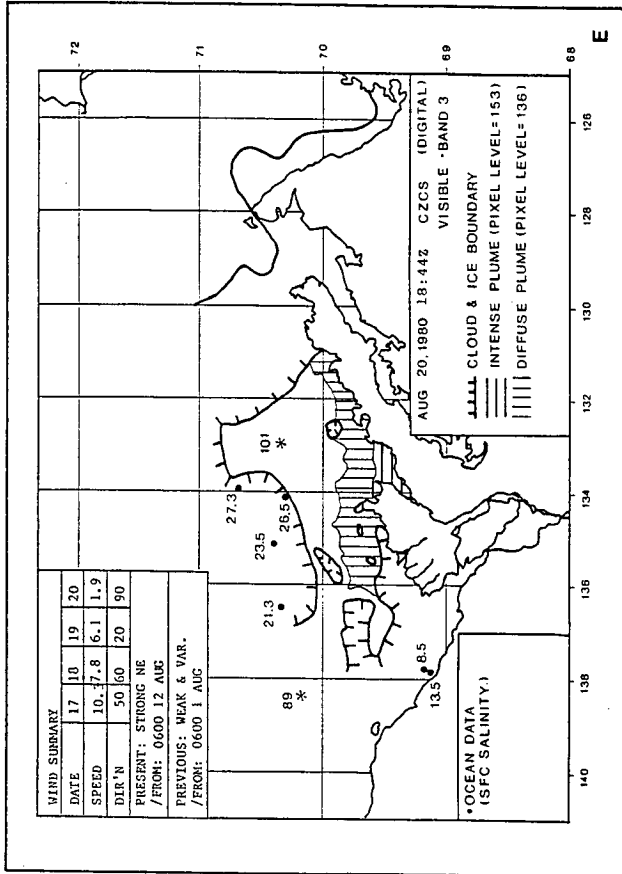 WIND SUMMARY
DATE 17 18 19 20
SPEED 10.3 7.8 6.1 1.9
DIR'N 50 60 20 90
PRESENT: STRONG NE
/FROM: 0600 12 AUG
PREVIOUS: WEAK & VAR.
/FROM: 0600 1 AUG
72
71
70
69
68
27.3
101
*
26.5
23.5
21.3
89
*
8.5
13.5
•OCEAN DATA
(SFC SALINITY.)
AUG 20,1980 18:44Z CZCS (DIGITAL)
VISIBLE - BAND 3
CLOUD & ICE BOUNDARY
INTENSE PLUME (PIXEL LEVEL=153)
DIFFUSE PLUME (PIXEL LEVEL=136)
140 138 136 134 132 130 128 126
E